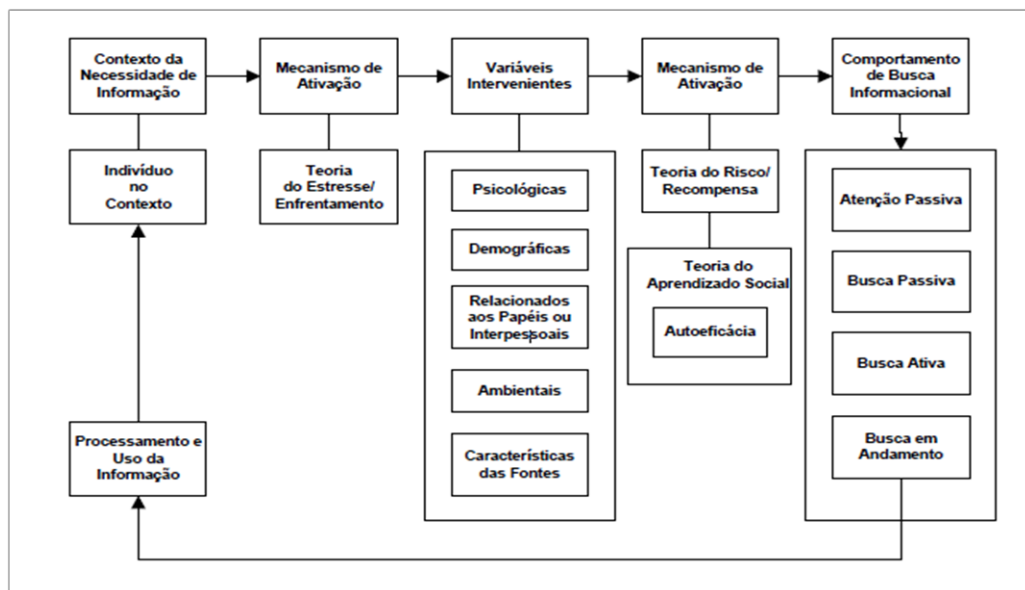 Contexto da
Necessidade de
Informação
Mecanismo de
Ativação
Variáveis
Intervenientes
Mecanismo de
Ativação
Comportamento
de Busca
Informacional
Indivíduo
no
Contexto
Teoria
do Estresse/
Enfrentamento
Psicológicas
Demográficas
Relacionados
aos Papéis ou
Interpessoais
Ambientais
Características
das Fontes
Teoria do Risco/
Recompensa
Teoria do
Aprendizado Social
Autoeficácia
Atenção Passiva
Busca Passiva
Busca Ativa
Busca em
Andamento
Processamento e
Uso da
Informação